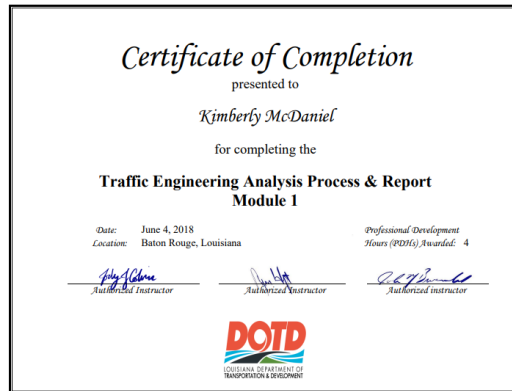 Certificate of Completion
presented to
Kimberly McDaniel
for completing the
Traffic Engineering Analysis Process & Report
Module 1
Date: June 4, 2018
Location: Baton Rouge, Louisiana
Professional Development
Hours (PDHs) Awarded: 4
Authorized Instructor
Authorized Instructor
Authorized instructor
DOTD
LOUISIANA DEPARTMENT OF
TRANSPORTATION & DEVELOPMENT